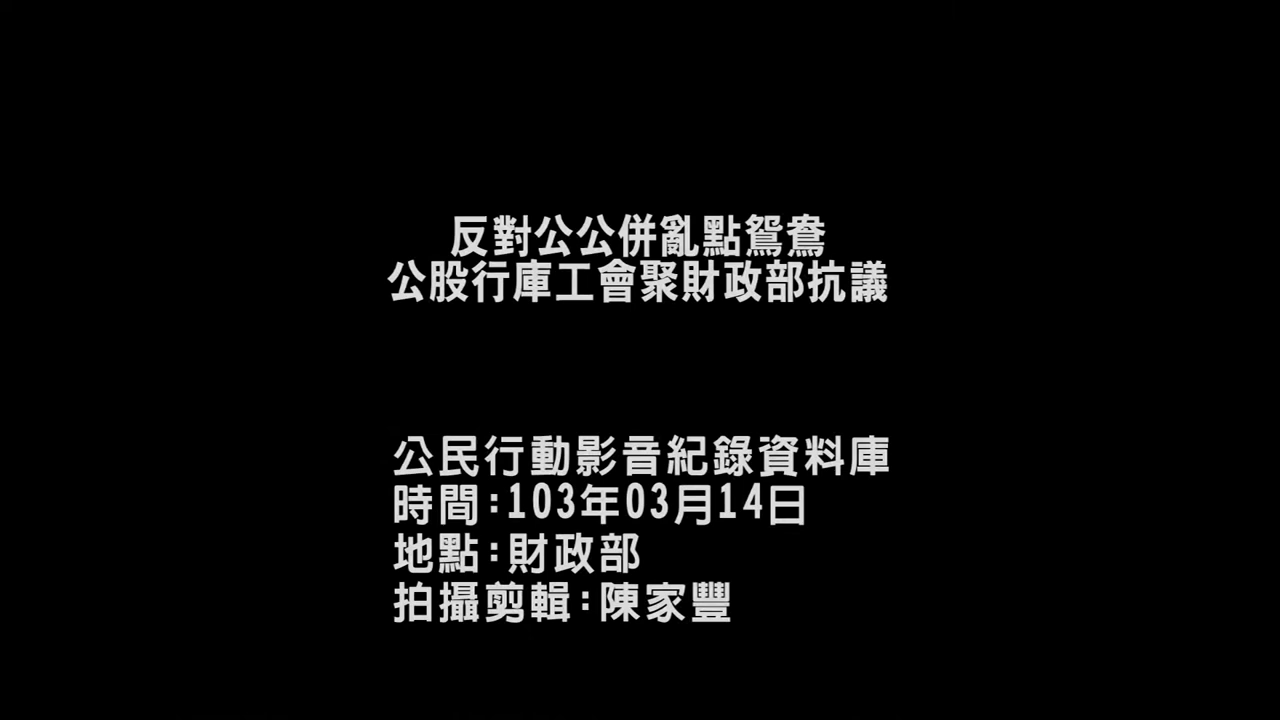 反對公公併亂點鴛鴦
公股行庫工會聚財政部抗議
公民行動影音紀錄資料庫
時間:103年03月14日
地點:財政部
拍攝剪輯:陳家豐